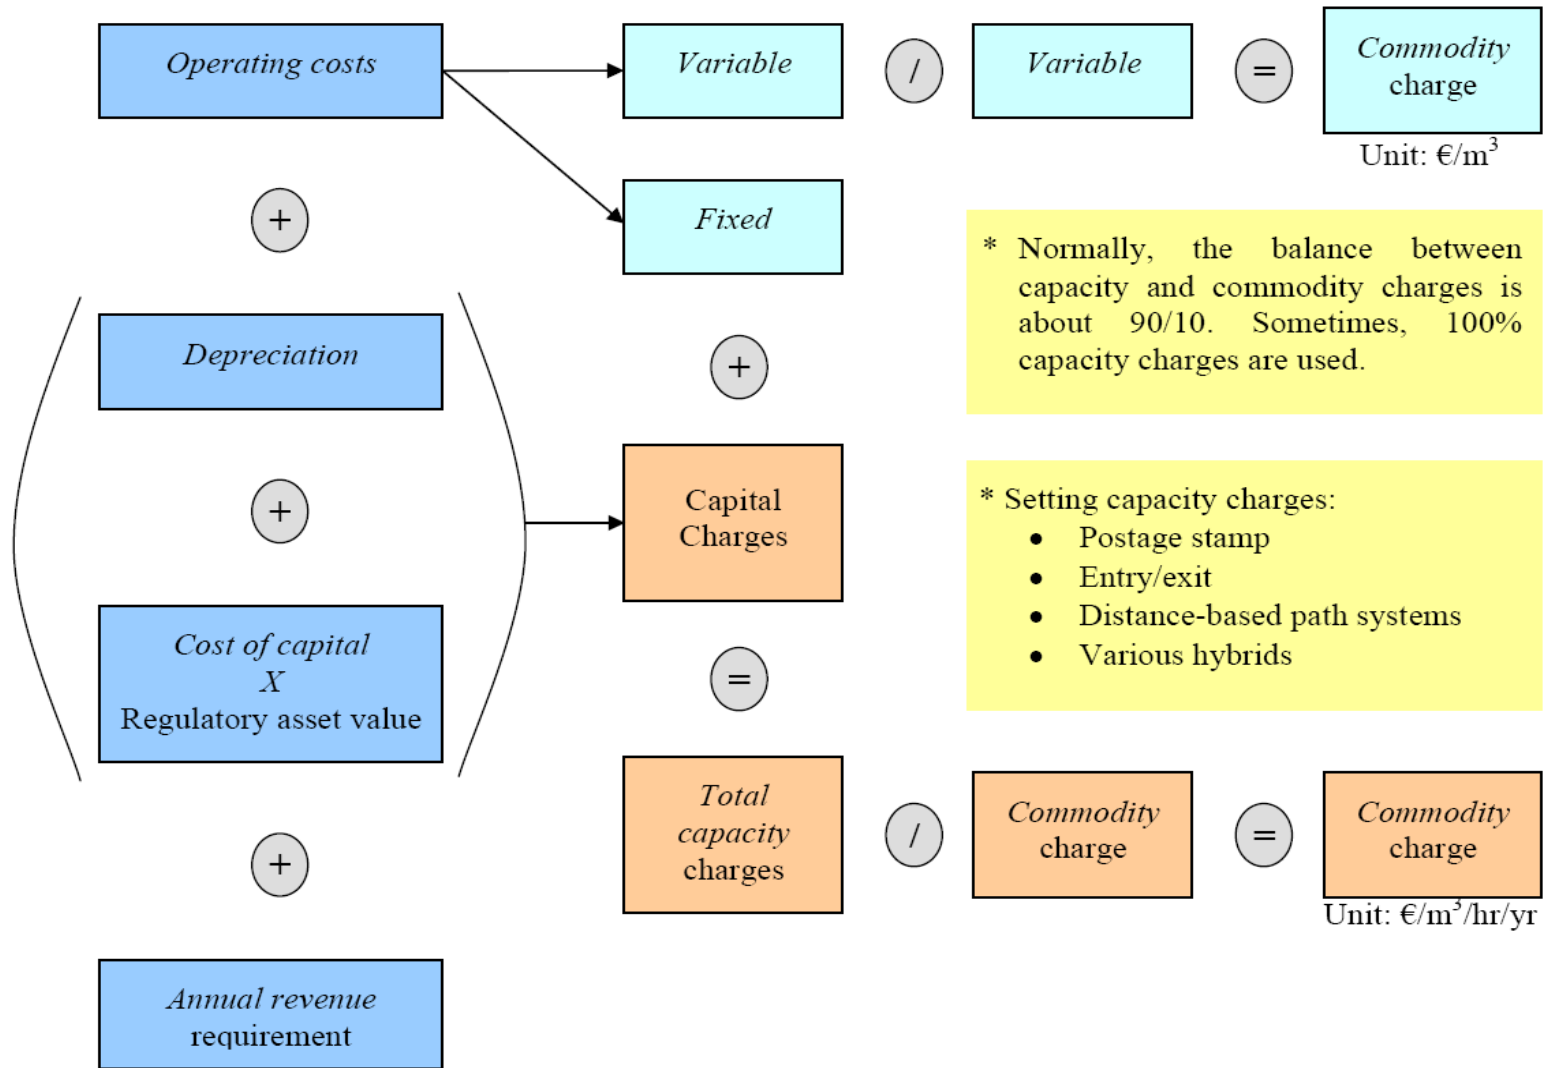 Operating costs
Variable
/
Variable
=
Commodity
charge
Unit: €/m³
+
Fixed
* Normally, the balance between
capacity and commodity charges is
about 90/10. Sometimes, 100%
capacity charges are used.
Depreciation
+
+
Capital
Charges
* Setting capacity charges:
• Postage stamp
• Entry/exit
• Distance-based path systems
• Various hybrids
Cost of capital
X
Regulatory asset value
=
+
Total
capacity
charges
/
Commodity
charge
=
Commodity
charge
Unit: €/m³/hr/yr
Annual revenue
requirement